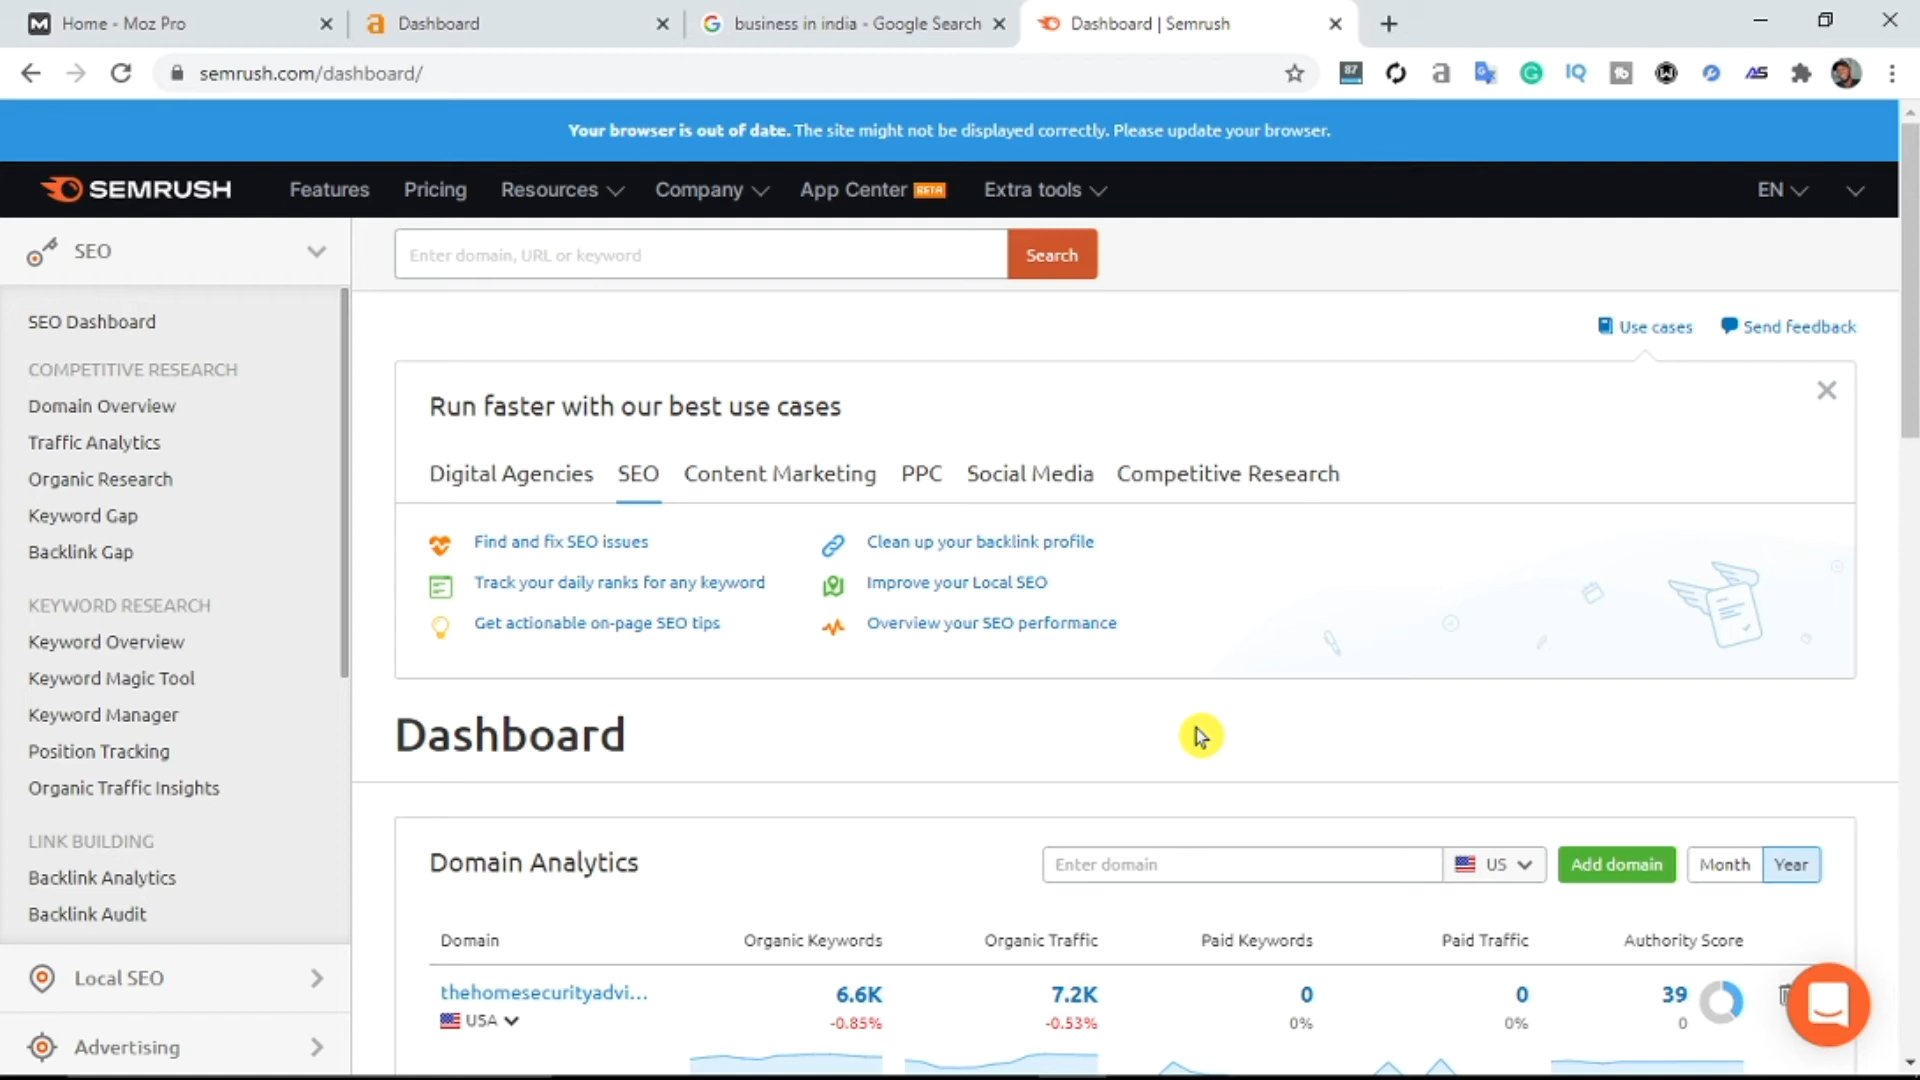 Home - Moz Pro
Dashboard
business in india - Google Search
Dashboard | Semrush
semrush.com/dashboard/
87
Your browser is out of date. The site might not be displayed correctly. Please update your browser.
SEMRUSH
Features
Pricing
Resources
Company
App Center BETA
Extra tools
EN
SEO
Enter domain, URL or keyword
Search
SEO Dashboard
COMPETITIVE RESEARCH
Domain Overview
Traffic Analytics
Organic Research
Keyword Gap
Backlink Gap
KEYWORD RESEARCH
Keyword Overview
Keyword Magic Tool
Keyword Manager
Position Tracking
Organic Traffic Insights
LINK BUILDING
Backlink Analytics
Backlink Audit
Local SEO
Advertising
Use cases
Send feedback
Run faster with our best use cases
Digital Agencies
SEO
Content Marketing
PPC
Social Media
Competitive Research
Find and fix SEO issues
Clean up your backlink profile
Track your daily ranks for any keyword
Improve your Local SEO
Get actionable on-page SEO tips
Overview your SEO performance
Dashboard
Domain Analytics
Enter domain
US
Add domain
Month
Year
Domain
Organic Keywords
Organic Traffic
Paid Keywords
Paid Traffic
Authority Score
thehomesecurityadvi...
6.6K
7.2K
0
0
39
USA
-0.85%
-0.53%
0%
0%
0